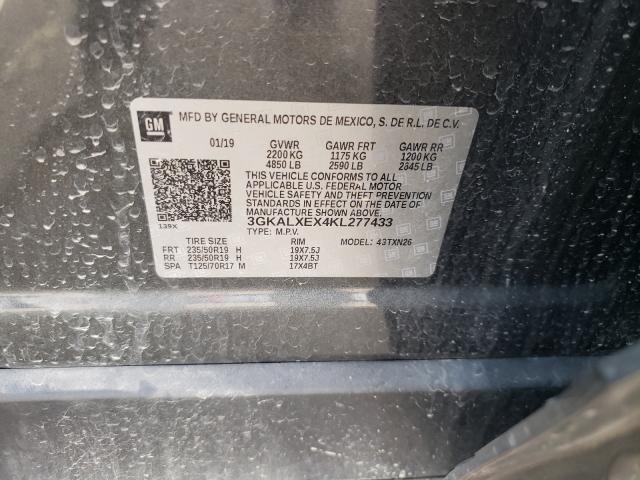 GM MFD BY GENERAL MOTORS DE MEXICO, S. DE R.L. DE C.V.
01/19 GVWR GAWR FRT GAWR RR
2200 KG 1175 KG 1200 KG
4850 LB 2590 LB 2645 LB
THIS VEHICLE CONFORMS TO ALL
APPLICABLE U.S. FEDERAL MOTOR
VEHICLE SAFETY AND THEFT PREVENTION
STANDARDS IN EFFECT ON THE DATE OF
MANUFACTURE SHOWN ABOVE.
139X 3GKALXEX4KL277433
TYPE: M.P.V.
TIRE SIZE RIM MODEL: 43TXN26
FRT 235/50R19 H 19X7.5J
RR 235/50R19 H 19X7.5J
SPA T125/70R17 M 17X4BT